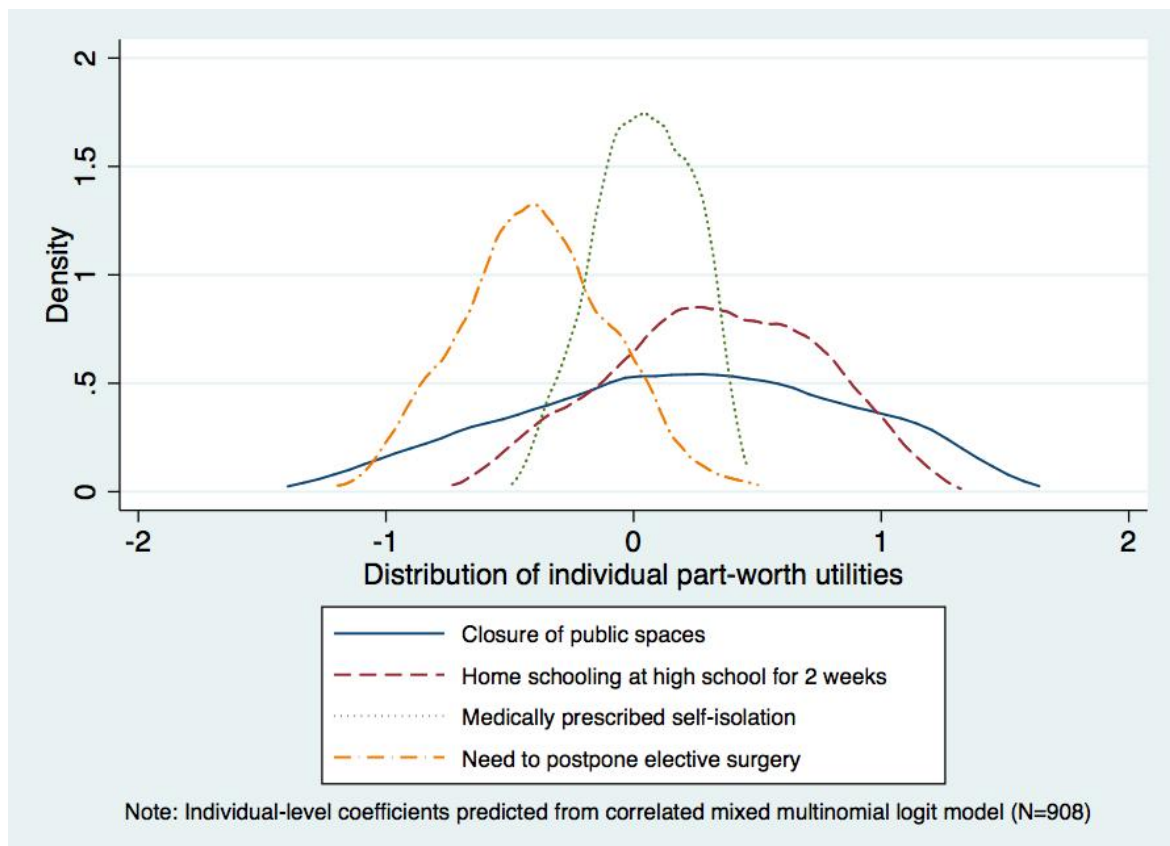 2
1.5
1
.5
0
Density
-2 -1 0 1 2
Distribution of individual part-worth utilities
Closure of public spaces
Home schooling at high school for 2 weeks
Medically prescribed self-isolation
Need to postpone elective surgery
Note: Individual-level coefficients predicted from correlated mixed multinomial logit model (N=908)